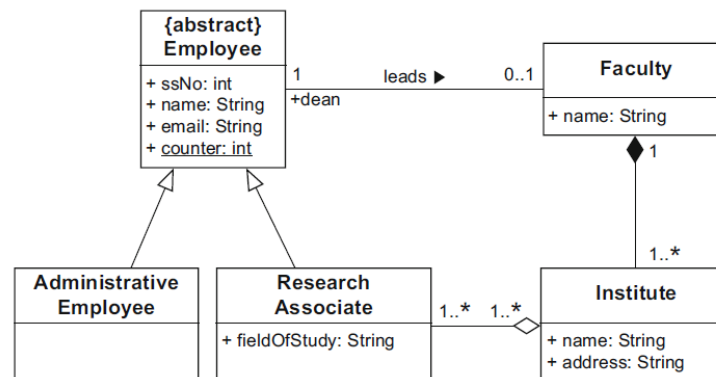 {abstract}
Employee
+ ssNo: int
+ name: String
+ email: String
+ counter: int
1
+dean
leads ▶
0..1
Faculty
+ name: String
1
1..*
Administrative
Employee
Research
Associate
+ fieldOfStudy: String
1..*
1..*
Institute
+ name: String
+ address: String